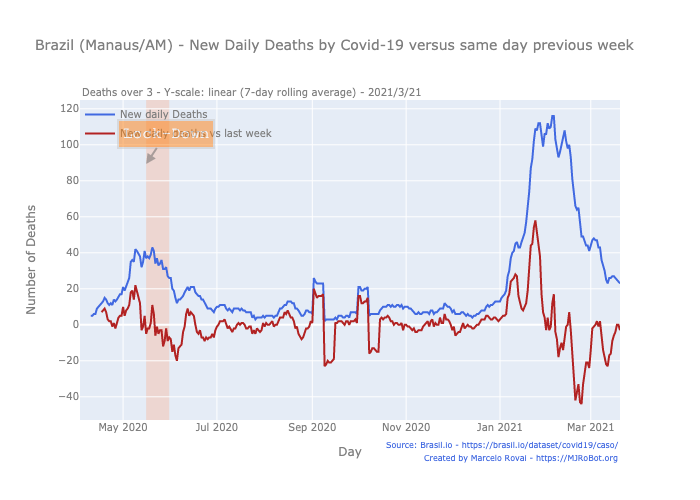 Brazil (Manaus/AM) - New Daily Deaths by Covid-19 versus same day previous week
Deaths over 3 - Y-scale: linear (7-day rolling average) - 2021/3/21
New daily Deaths
New daily Deaths vs last week
Number of Deaths
120
100
80
60
40
20
0
−20
−40
May 2020
Jul 2020
Sep 2020
Nov 2020
Jan 2021
Mar 2021
Day
Source: Brasil.io - https://brasil.io/dataset/covid19/caso/
Created by Marcelo Rovai - https://MJRoBot.org